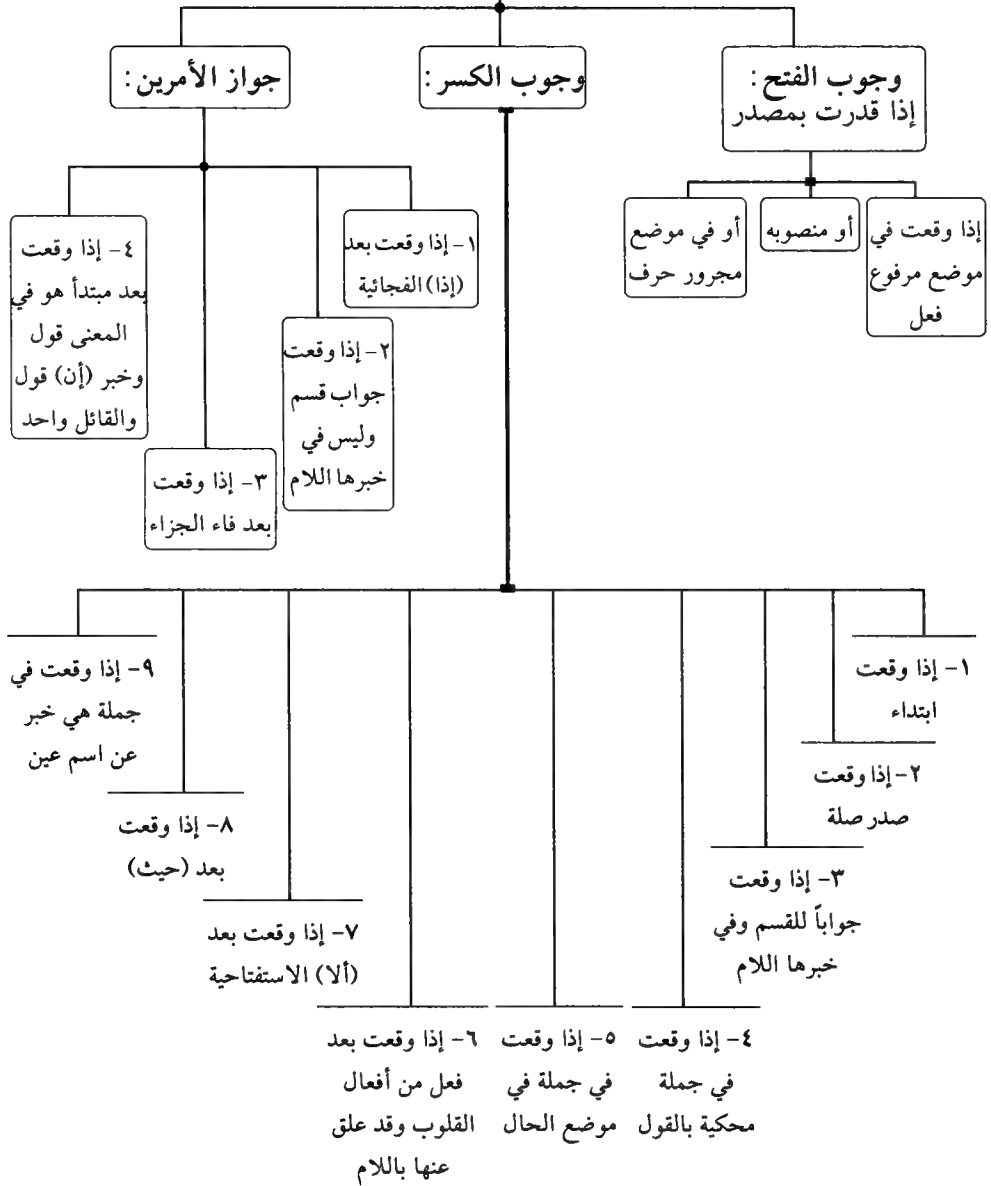 وجوب الفتح:
إذا قدرت بمصدر
إذا وقعت في
موضع مرفوع
فعل
أو منصوبه
أو في موضع
مجرور حرف
وجوب الكسر:
١- إذا وقعت
ابتداء
٢- إذا وقعت
صدر صلة
٣- إذا وقعت
جواباً للقسم وفي
خبرها اللام
٤- إذا وقعت
في جملة
محكية بالقول
٥- إذا وقعت
في جملة في
موضع الحال
٦- إذا وقعت بعد
فعل من أفعال
القلوب وقد علق
عنها باللام
٧- إذا وقعت بعد
(ألا) الاستفتاحية
٨- إذا وقعت
بعد (حيث)
٩- إذا وقعت في
جملة هي خبر
عن اسم عين
جواز الأمرين:
١- إذا وقعت بعد
(إذا) الفجائية
٢- إذا وقعت
جواب قسم
وليس في
خبرها اللام
٣- إذا وقعت
بعد فاء الجزاء
٤- إذا وقعت
بعد مبتدأ هو في
المعنى قول
وخبر (إن) قول
والقائل واحد